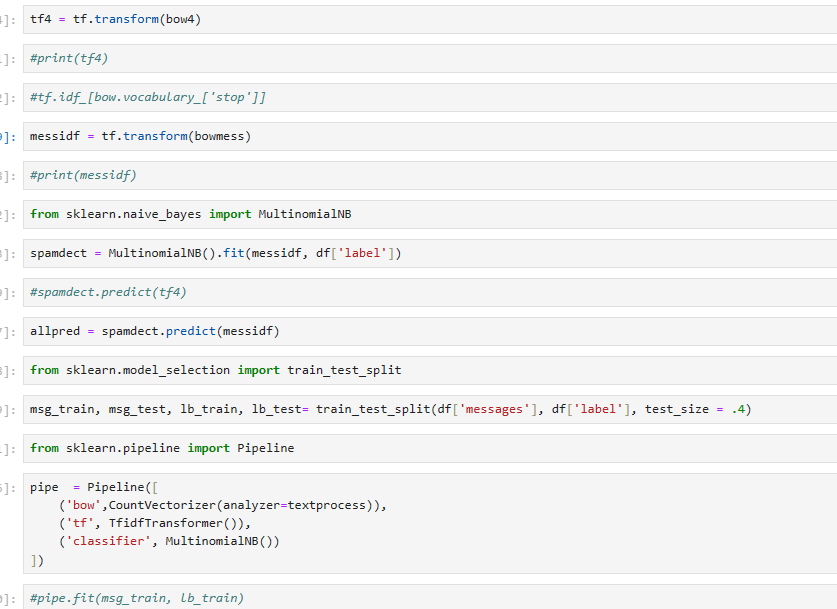 ]: tf4 = tf.transform(bow4)
]: #print(tf4)
]: #tf.idf_[bow.vocabulary_['stop']]
]: messidf = tf.transform(bowmess)
]: #print(messidf)
]: from sklearn.naive_bayes import MultinomialNB
]: spamdect = MultinomialNB().fit(messidf, df['label'])
]: #spamdect.predict(tf4)
]: allpred = spamdect.predict(messidf)
]: from sklearn.model_selection import train_test_split
]: msg_train, msg_test, lb_train, lb_test= train_test_split(df['messages'], df['label'], test_size = .4)
]: from sklearn.pipeline import Pipeline
]: pipe  = Pipeline([
    ('bow',CountVectorizer(analyzer=textprocess)),
    ('tf', TfidfTransformer()),
    ('classifier', MultinomialNB())
])
]: #pipe.fit(msg_train, lb_train)